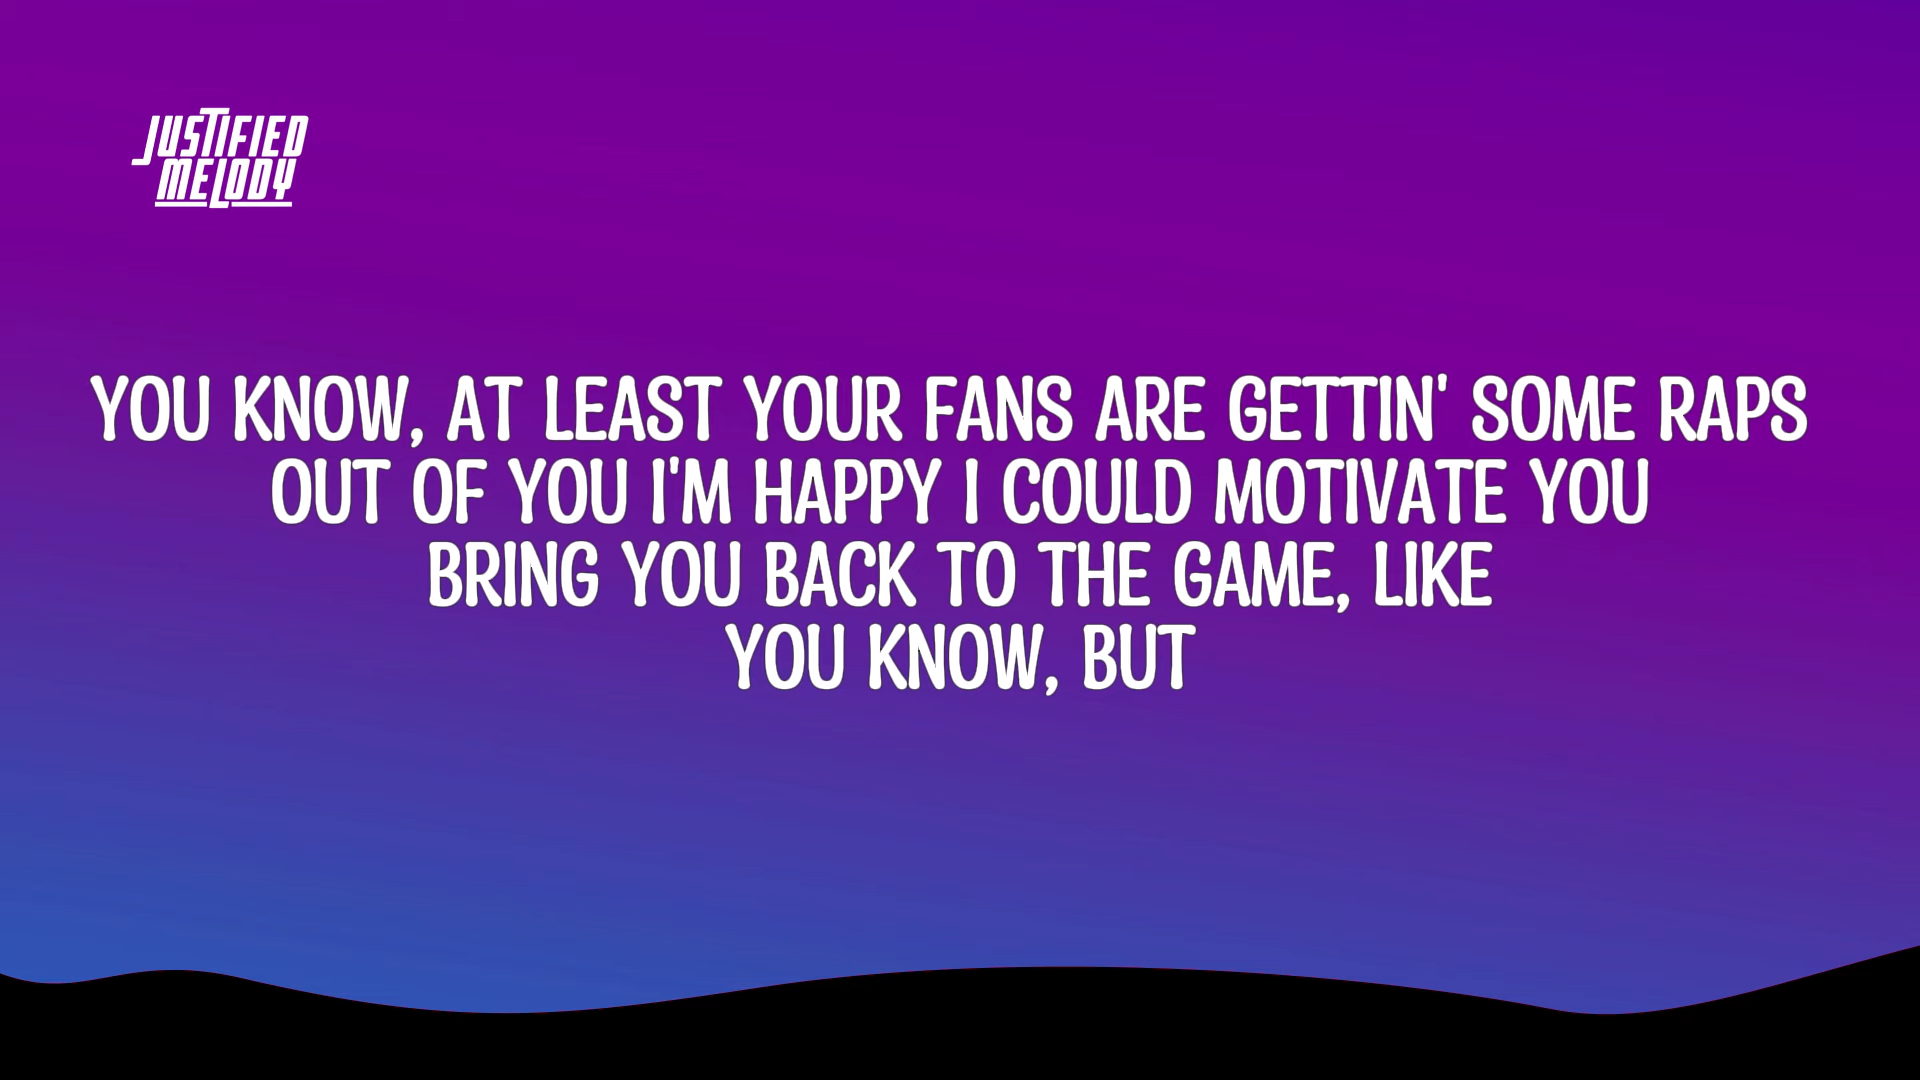 JUSTIFIED
MELODY
YOU KNOW, AT LEAST YOUR FANS ARE GETTIN' SOME RAPS
OUT OF YOU I'M HAPPY I COULD MOTIVATE YOU
BRING YOU BACK TO THE GAME, LIKE
YOU KNOW, BUT